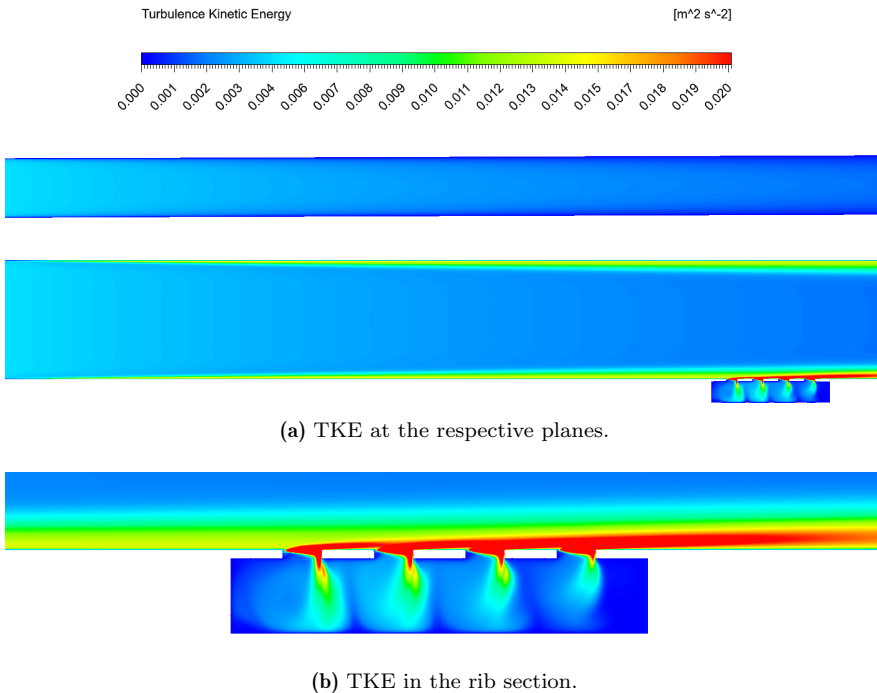 Turbulence Kinetic Energy [m^2 s^-2]
0.000 0.001 0.002 0.003 0.004 0.006 0.007 0.008 0.009 0.010 0.011 0.012 0.013 0.014 0.015 0.017 0.018 0.019 0.020
(a) TKE at the respective planes.
(b) TKE in the rib section.